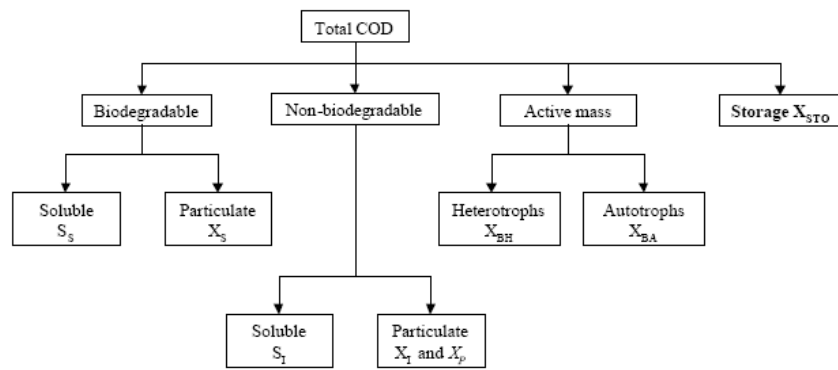 Total COD
Biodegradable
Non-biodegradable
Active mass
Storage X_STO
Soluble
S_S
Particulate
X_S
Heterotrophs
X_BH
Autotrophs
X_BA
Soluble
S_I
Particulate
X_I and X_P